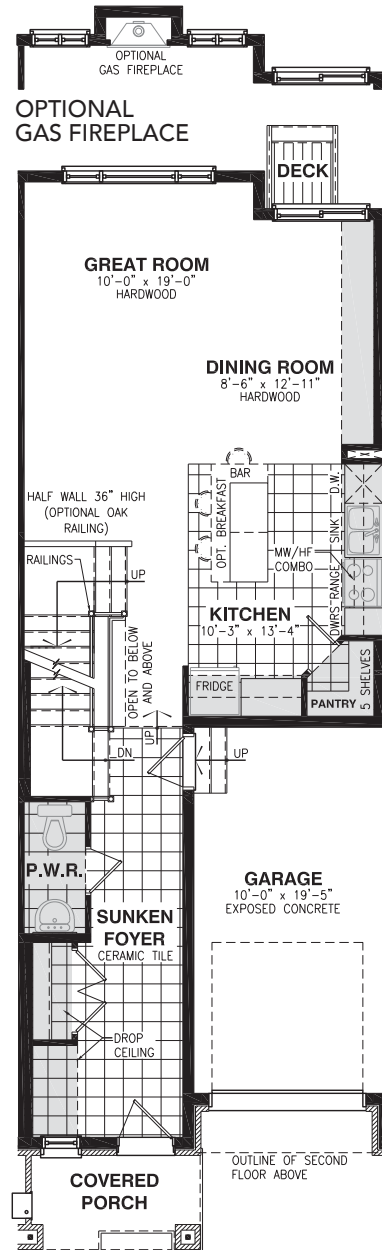 OPTIONAL
GAS FIREPLACE
OPTIONAL
GAS FIREPLACE
DECK
GREAT ROOM
10'-0" x 19'-0"
HARDWOOD
DINING ROOM
8'-6" x 12'-11"
HARDWOOD
HALF WALL 36" HIGH
(OPTIONAL OAK
RAILING)
BAR
OPT. BREAKFAST
D.W.
SINK
RANGE
DWRS
MW/HF
COMBO
RAILINGS
UP
KITCHEN
10'-3" x 13'-4"
OPEN TO BELOW
AND ABOVE
FRIDGE
PANTRY
5 SHELVES
DN
UP
UP
P.W.R.
SUNKEN
FOYER
CERAMIC TILE
GARAGE
10'-0" x 19'-5"
EXPOSED CONCRETE
DROP
CEILING
COVERED
PORCH
OUTLINE OF SECOND
FLOOR ABOVE